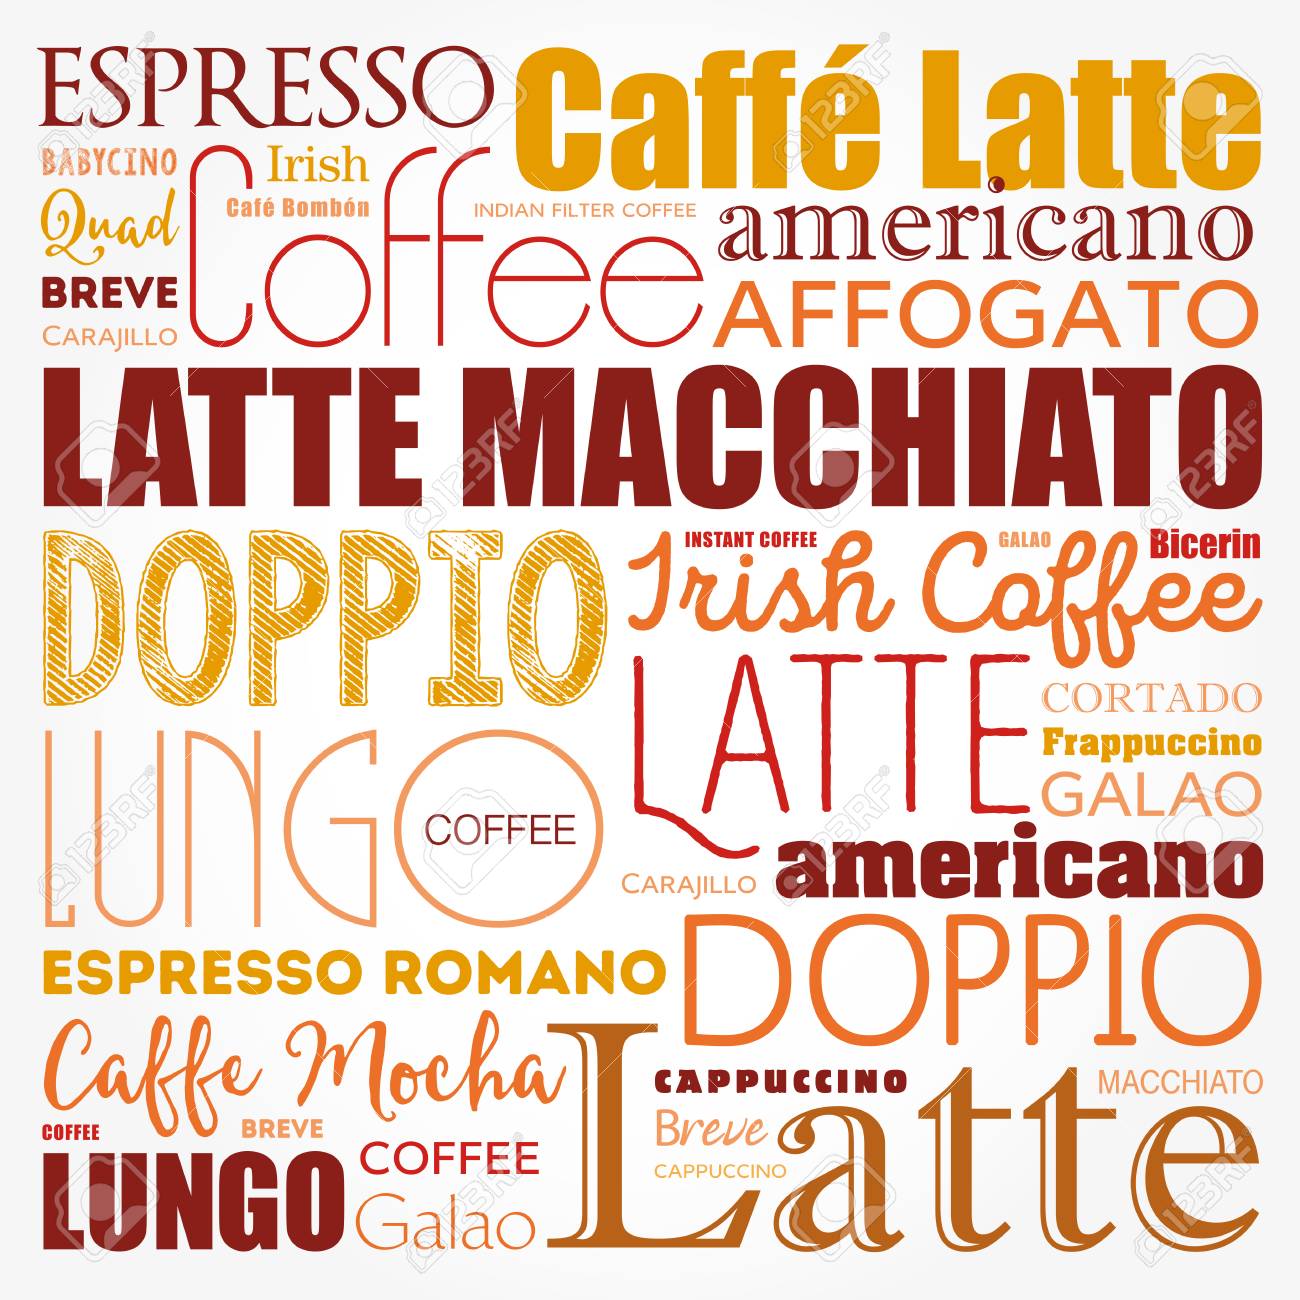 ESPRESSO
Caffé Latte
BABYCINO
Irish
Quad
Café Bombón
Coffee
INDIAN FILTER COFFEE
americano
BREVE
CARAJILLO
AFFOGATO
LATTE MACCHIATO
DOPPIO
INSTANT COFFEE
GALAO
Bicerin
Irish Coffee
LATTE
CORTADO
Frappuccino
GALAO
LUNGO
COFFEE
CARAJILLO
americano
ESPRESSO ROMANO
DOPPIO
Caffe Mocha
Latte
CAPPUCCINO
MACCHIATO
COFFEE
BREVE
Breve
COFFEE
CAPPUCCINO
LUNGO
Galao
123RF